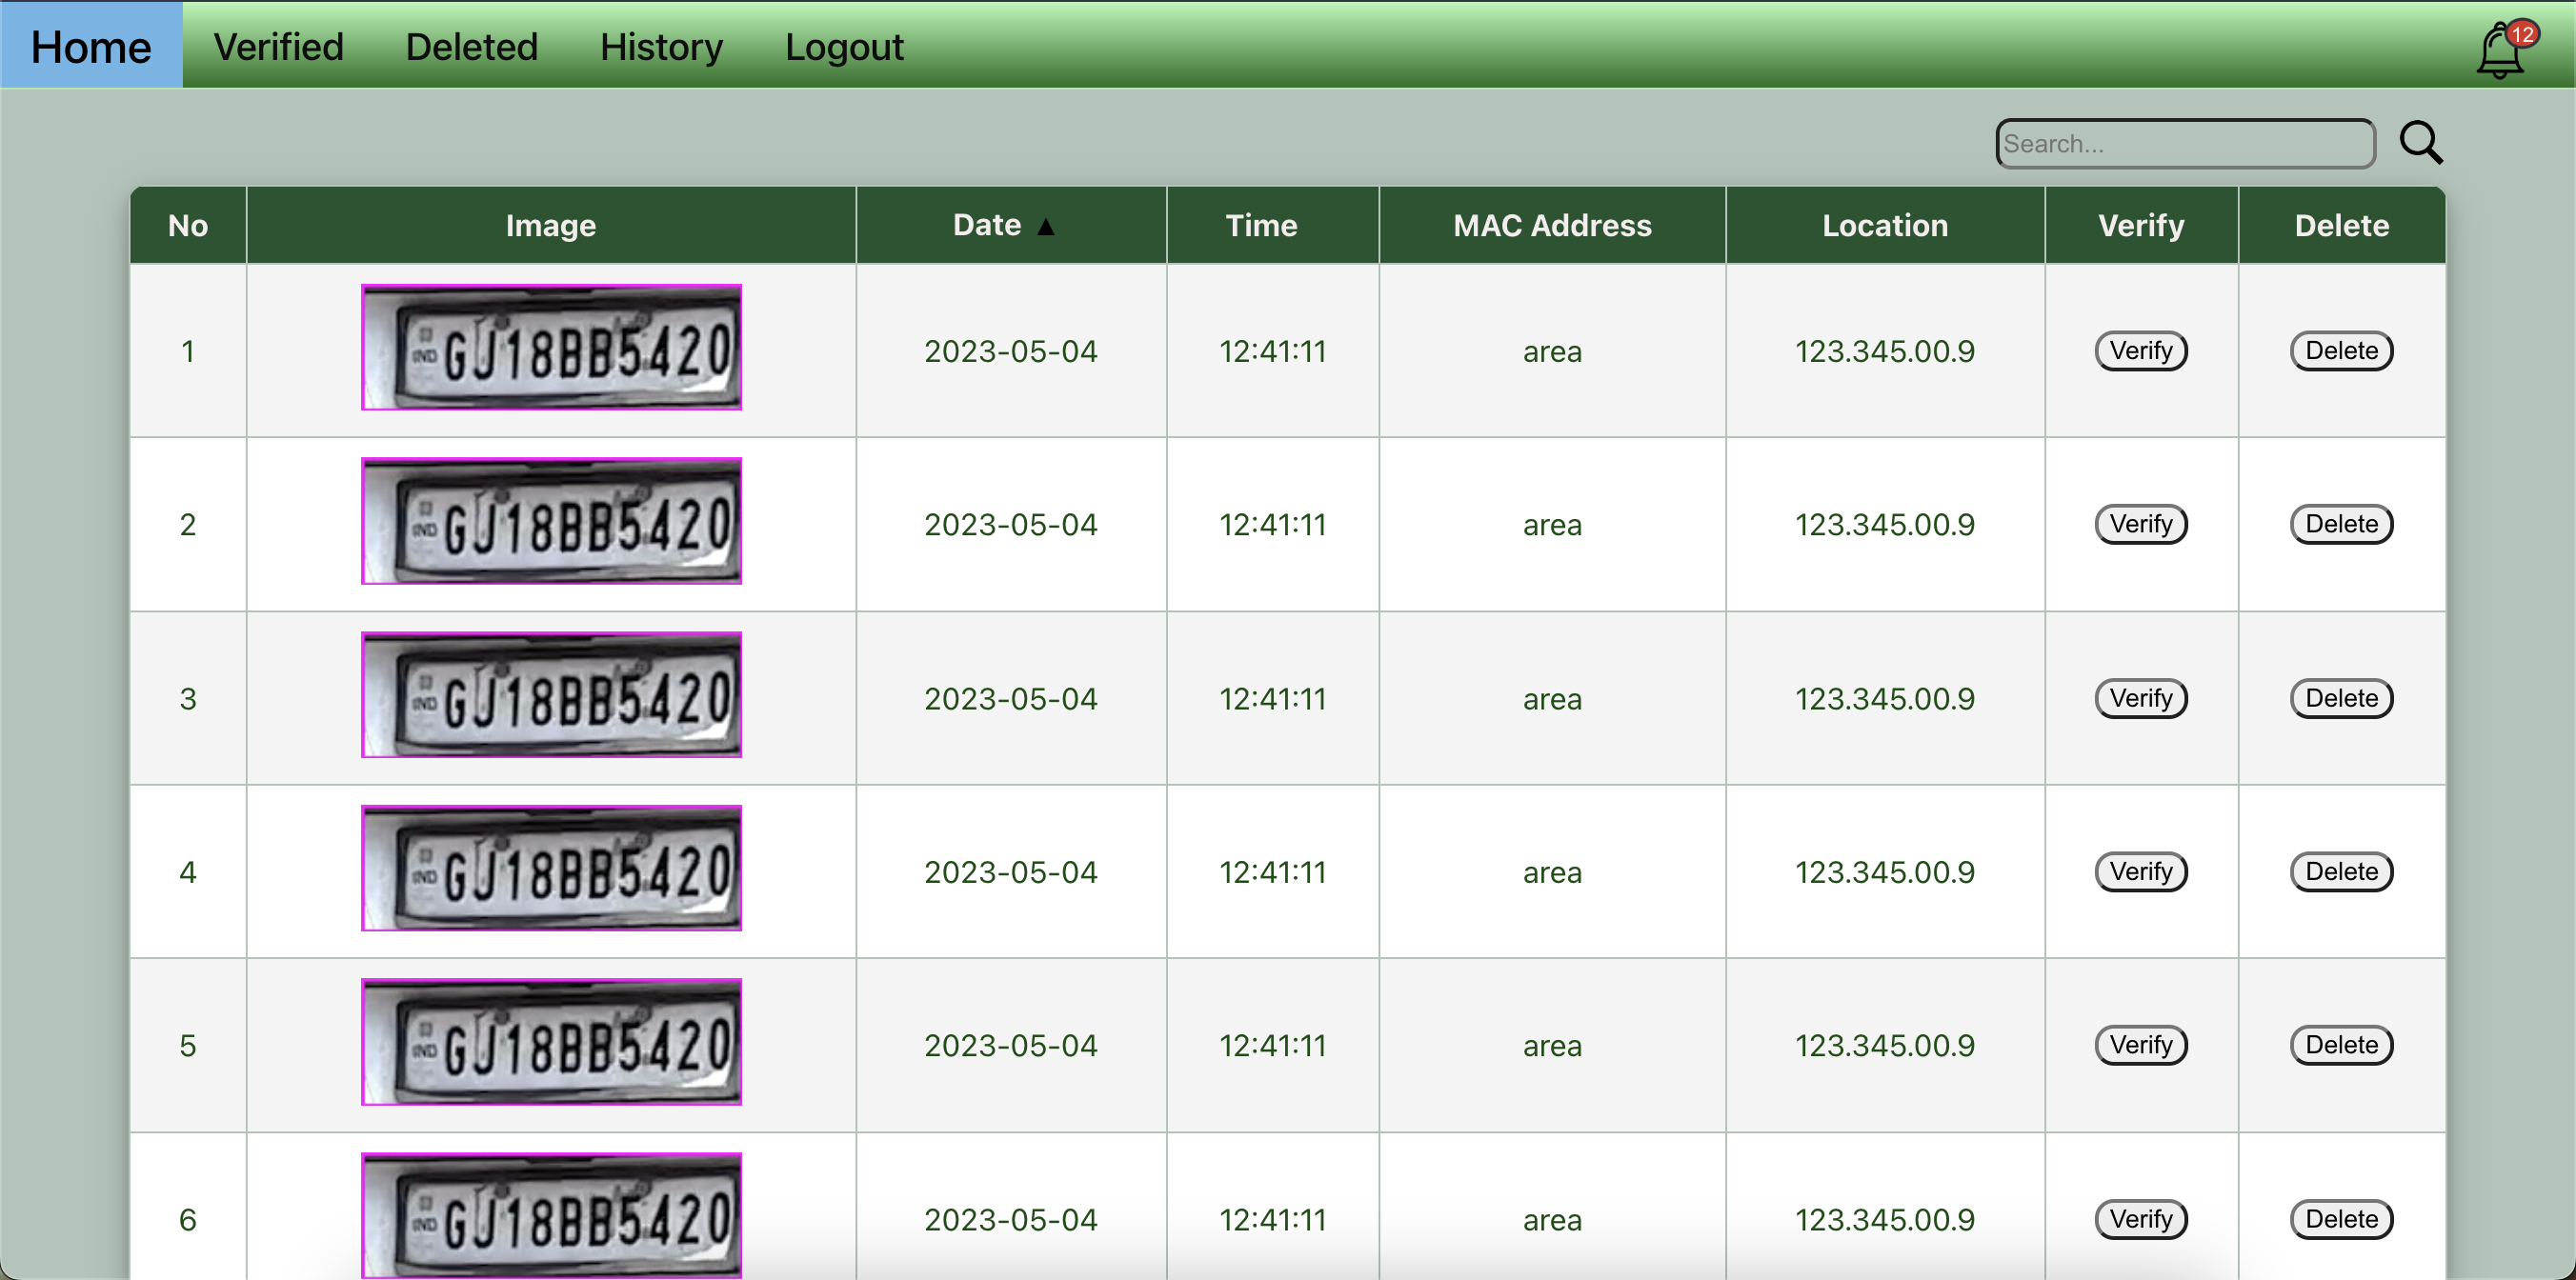 Home Verified Deleted History Logout 12
Search...
No Image Date ▲ Time MAC Address Location Verify Delete
1 IND GJ18BB5420 2023-05-04 12:41:11 area 123.345.00.9 Verify Delete
2 IND GJ18BB5420 2023-05-04 12:41:11 area 123.345.00.9 Verify Delete
3 IND GJ18BB5420 2023-05-04 12:41:11 area 123.345.00.9 Verify Delete
4 IND GJ18BB5420 2023-05-04 12:41:11 area 123.345.00.9 Verify Delete
5 IND GJ18BB5420 2023-05-04 12:41:11 area 123.345.00.9 Verify Delete
6 IND GJ18BB5420 2023-05-04 12:41:11 area 123.345.00.9 Verify Delete